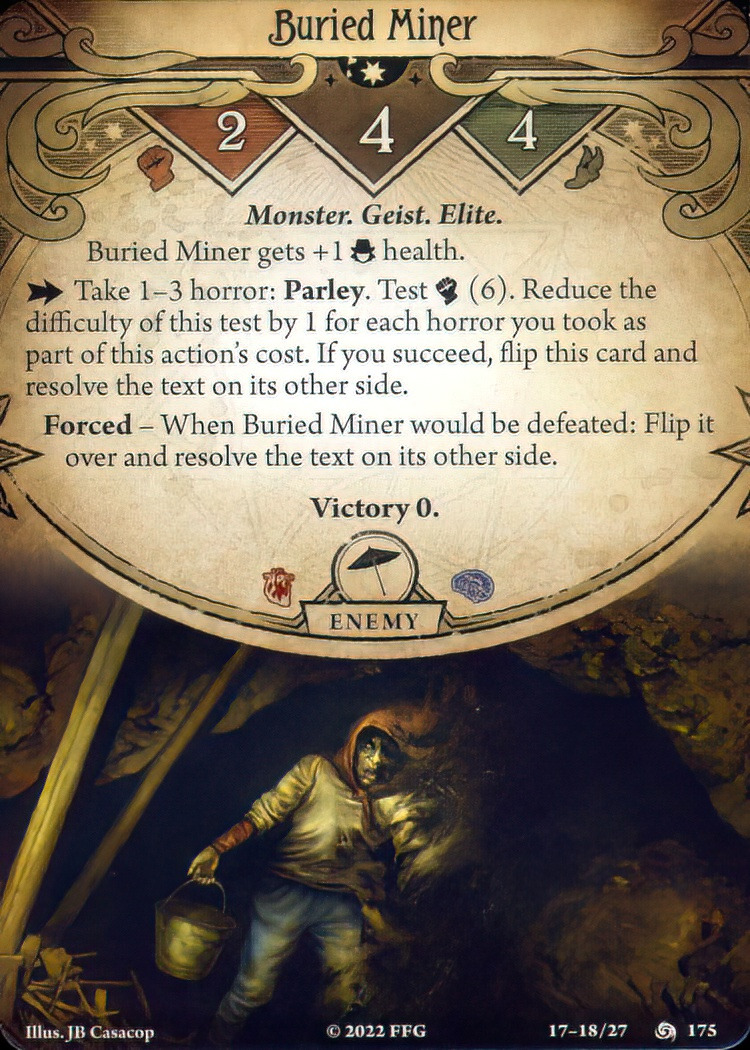 Buried Miner
2 4 4
Monster. Geist. Elite.
Buried Miner gets +1 health.
Take 1–3 horror: Parley. Test (6). Reduce the
difficulty of this test by 1 for each horror you took as
part of this action's cost. If you succeed, flip this card and
resolve the text on its other side.
Forced – When Buried Miner would be defeated: Flip it
over and resolve the text on its other side.
Victory 0.
ENEMY
Illus. JB Casacop © 2022 FFG 17–18/27 175